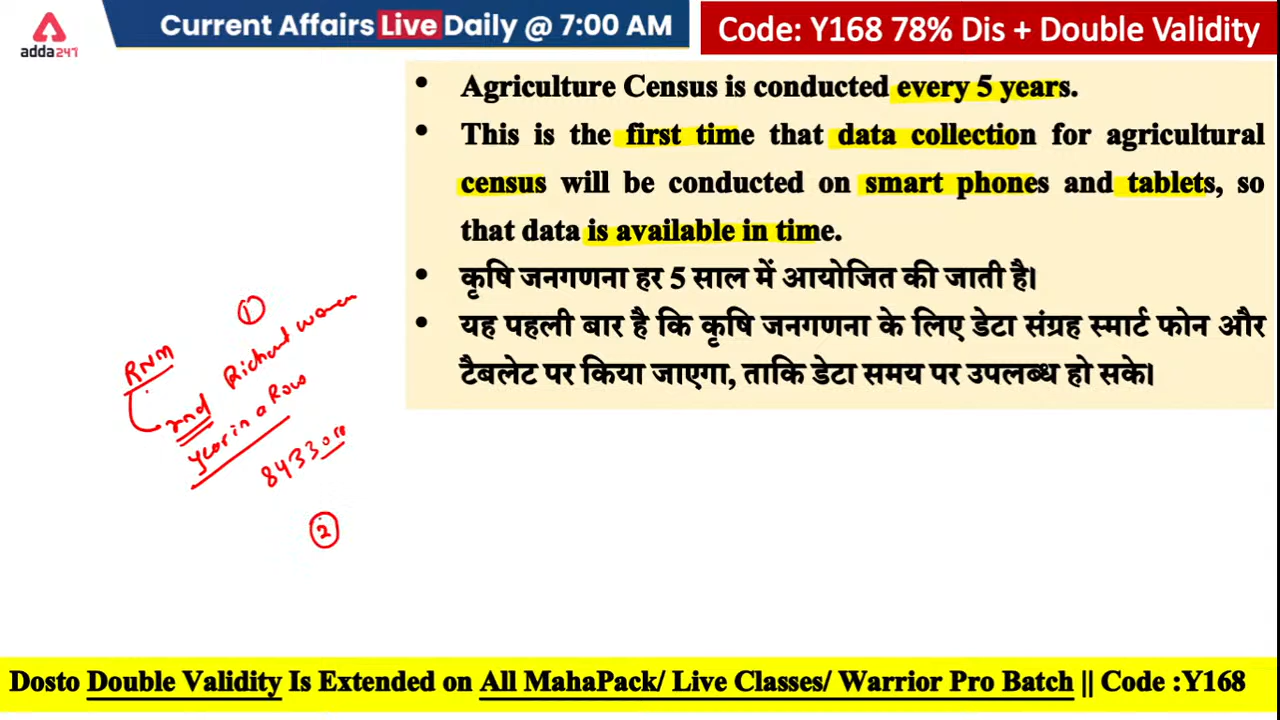 adda247
Current Affairs Live Daily @ 7:00 AM
Code: Y168 78% Dis + Double Validity
• Agriculture Census is conducted every 5 years.
• This is the first time that data collection for agricultural
census will be conducted on smart phones and tablets, so
that data is available in time.
• कृषि जनगणना हर 5 साल में आयोजित की जाती है।
• यह पहली बार है कि कृषि जनगणना के लिए डेटा संग्रह स्मार्ट फोन और
टैबलेट पर किया जाएगा, ताकि डेटा समय पर उपलब्ध हो सके।
1
RNM
Richest women
2nd
year in a Row
84330
2
Dosto Double Validity Is Extended on All MahaPack/ Live Classes/ Warrior Pro Batch || Code :Y168